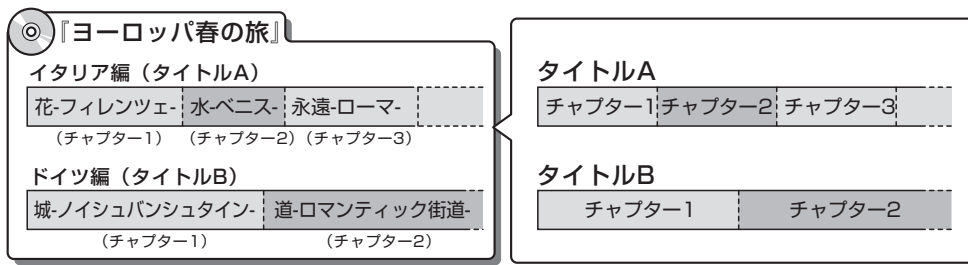 『ヨーロッパ春の旅』
イタリア編（タイトルA）
花-フィレンツェ- 水-ベニス- 永遠-ローマ-
（チャプター1） （チャプター2）（チャプター3）
ドイツ編（タイトルB）
城-ノイシュバンシュタイン- 道-ロマンティック街道-
（チャプター1） （チャプター2）
タイトルA
チャプター1 チャプター2 チャプター3
タイトルB
チャプター1 チャプター2